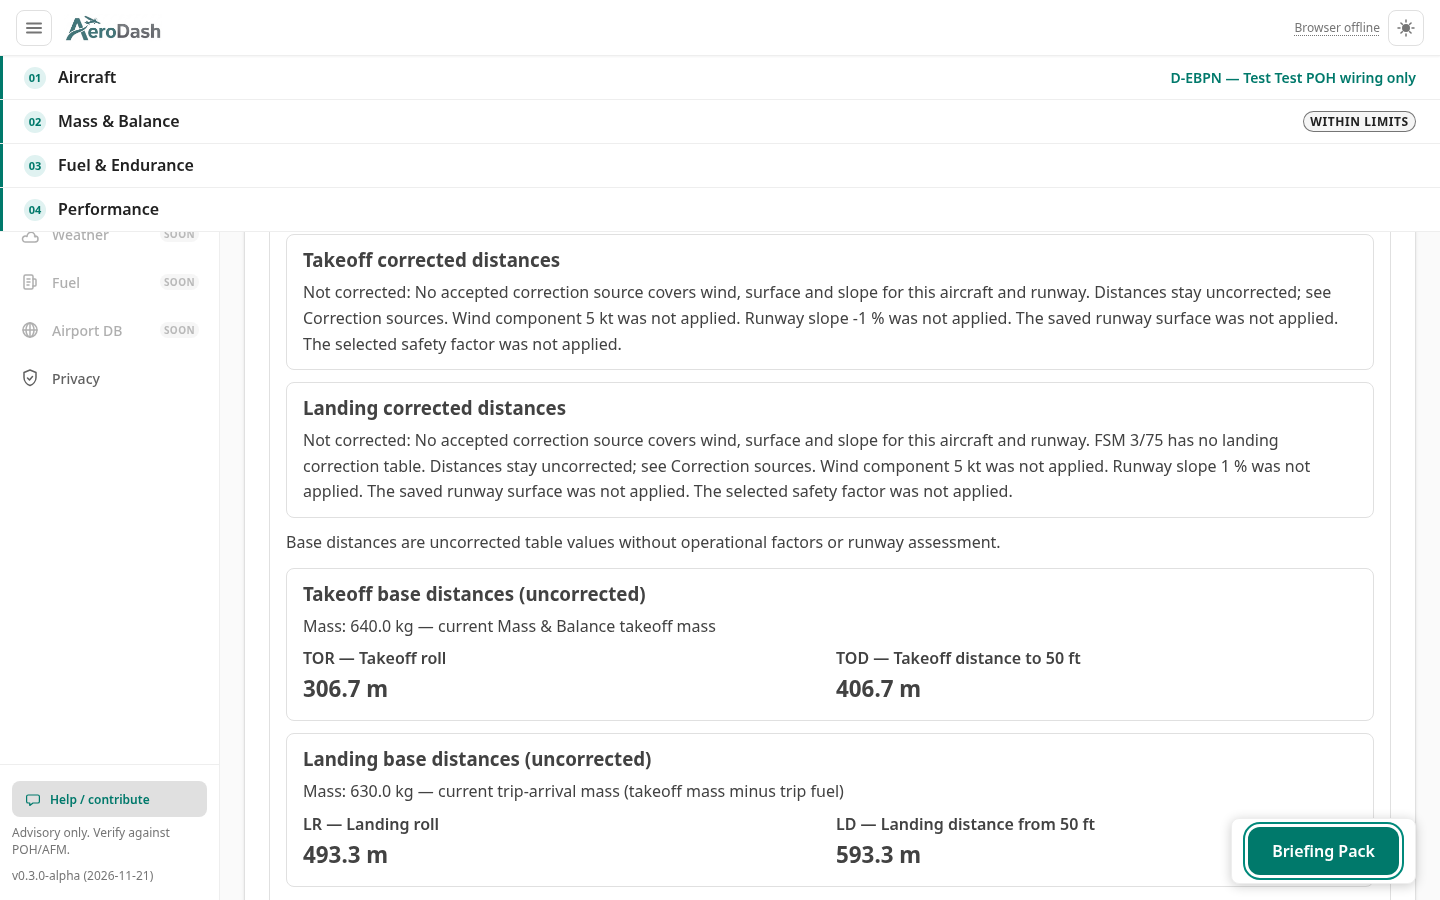 AeroDash
Browser offline
01 Aircraft
D-EBPN — Test Test POH wiring only
02 Mass & Balance
WITHIN LIMITS
03 Fuel & Endurance
04 Performance
Weather SOON
Fuel SOON
Airport DB SOON
Privacy
Takeoff corrected distances
Not corrected: No accepted correction source covers wind, surface and slope for this aircraft and runway. Distances stay uncorrected; see
Correction sources. Wind component 5 kt was not applied. Runway slope -1 % was not applied. The saved runway surface was not applied.
The selected safety factor was not applied.
Landing corrected distances
Not corrected: No accepted correction source covers wind, surface and slope for this aircraft and runway. FSM 3/75 has no landing
correction table. Distances stay uncorrected; see Correction sources. Wind component 5 kt was not applied. Runway slope 1 % was not
applied. The saved runway surface was not applied. The selected safety factor was not applied.
Base distances are uncorrected table values without operational factors or runway assessment.
Takeoff base distances (uncorrected)
Mass: 640.0 kg — current Mass & Balance takeoff mass
TOR — Takeoff roll
306.7 m
TOD — Takeoff distance to 50 ft
406.7 m
Landing base distances (uncorrected)
Mass: 630.0 kg — current trip-arrival mass (takeoff mass minus trip fuel)
LR — Landing roll
493.3 m
LD — Landing distance from 50 ft
593.3 m
Help / contribute
Advisory only. Verify against
POH/AFM.
v0.3.0-alpha (2026-11-21)
Briefing Pack